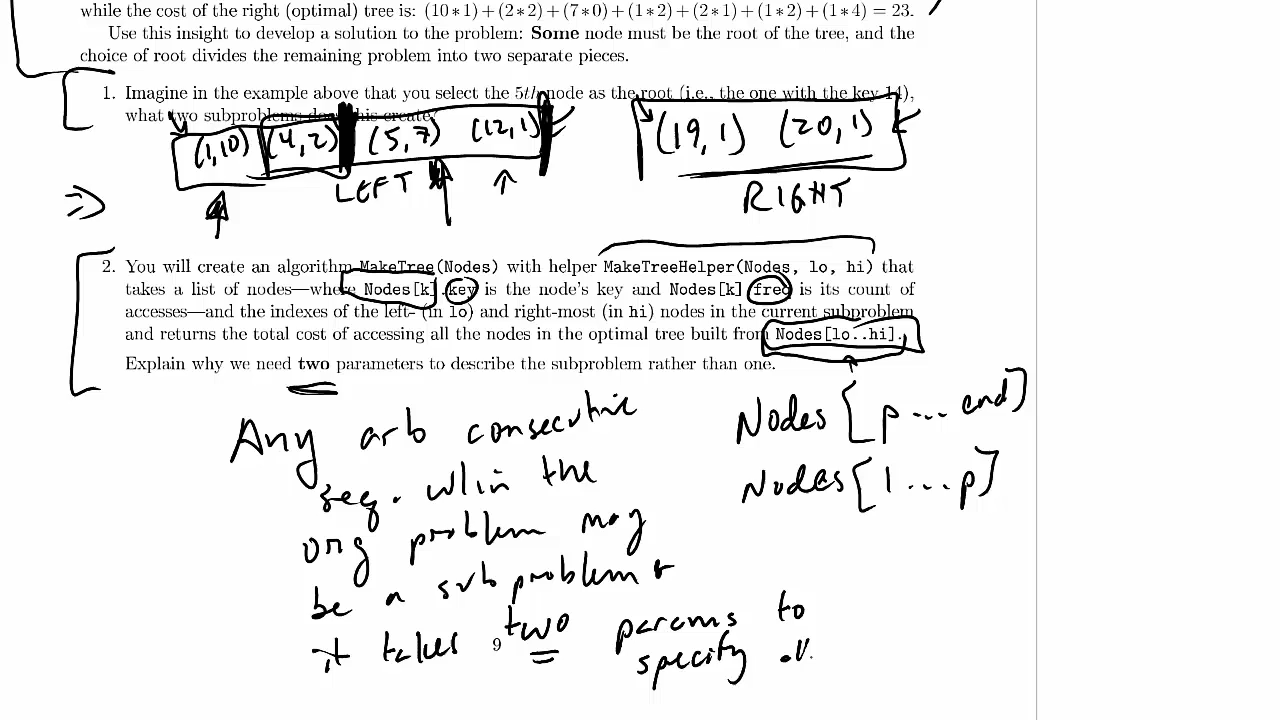 while the cost of the right (optimal) tree is: (10 * 1) + (2 * 2) + (7 * 0) + (1 * 2) + (2 * 1) + (1 * 2) + (1 * 4) = 23.
Use this insight to develop a solution to the problem: Some node must be the root of the tree, and the
choice of root divides the remaining problem into two separate pieces.
1. Imagine in the example above that you select the 5th node as the root (i.e., the one with the key 14),
what two subproblems does this create?
(1,10) (4,2) (5,7) (12,1) (19,1) (20,1)
LEFT RIGHT
2. You will create an algorithm MakeTree(Nodes) with helper MakeTreeHelper(Nodes, lo, hi) that
takes a list of nodes—where Nodes[k].key is the node's key and Nodes[k].freq is its count of
accesses—and the indexes of the left- (in lo) and right-most (in hi) nodes in the current subproblem
and returns the total cost of accessing all the nodes in the optimal tree built from Nodes[lo..hi].
Explain why we need two parameters to describe the subproblem rather than one.
Any arb consecutive
seq. w/in the
org problem may
be a subproblem +
it takes two params to
specify
Nodes [p ... end]
Nodes [1 ... p]
9